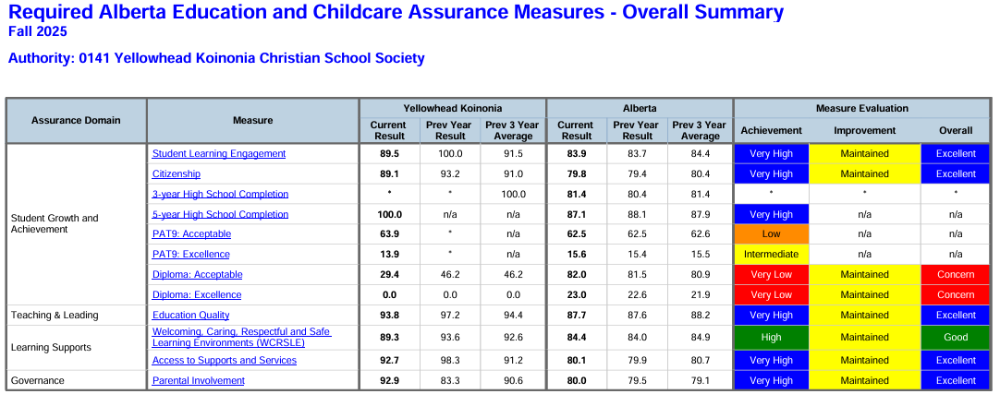 Required Alberta Education and Childcare Assurance Measures - Overall Summary
Fall 2025
Authority: 0141 Yellowhead Koinonia Christian School Society
Assurance Domain | Measure | Yellowhead Koinonia | Alberta | Measure Evaluation
Current Result | Prev Year Result | Prev 3 Year Average | Current Result | Prev Year Result | Prev 3 Year Average | Achievement | Improvement | Overall
Student Growth and Achievement
Student Learning Engagement | 89.5 | 100.0 | 91.5 | 83.9 | 83.7 | 84.4 | Very High | Maintained | Excellent
Citizenship | 89.1 | 93.2 | 91.0 | 79.8 | 79.4 | 80.4 | Very High | Maintained | Excellent
3-year High School Completion | * | * | 100.0 | 81.4 | 80.4 | 81.4 | * | * | *
5-year High School Completion | 100.0 | n/a | n/a | 87.1 | 88.1 | 87.9 | Very High | n/a | n/a
PAT9: Acceptable | 63.9 | * | n/a | 62.5 | 62.5 | 62.6 | Low | n/a | n/a
PAT9: Excellence | 13.9 | * | n/a | 15.6 | 15.4 | 15.5 | Intermediate | n/a | n/a
Diploma: Acceptable | 29.4 | 46.2 | 46.2 | 82.0 | 81.5 | 80.9 | Very Low | Maintained | Concern
Diploma: Excellence | 0.0 | 0.0 | 0.0 | 23.0 | 22.6 | 21.9 | Very Low | Maintained | Concern
Teaching & Leading | Education Quality | 93.8 | 97.2 | 94.4 | 87.7 | 87.6 | 88.2 | Very High | Maintained | Excellent
Learning Supports
Welcoming, Caring, Respectful and Safe Learning Environments (WCRSLE) | 89.3 | 93.6 | 92.6 | 84.4 | 84.0 | 84.9 | High | Maintained | Good
Access to Supports and Services | 92.7 | 98.3 | 91.2 | 80.1 | 79.9 | 80.7 | Very High | Maintained | Excellent
Governance | Parental Involvement | 92.9 | 83.3 | 90.6 | 80.0 | 79.5 | 79.1 | Very High | Maintained | Excellent